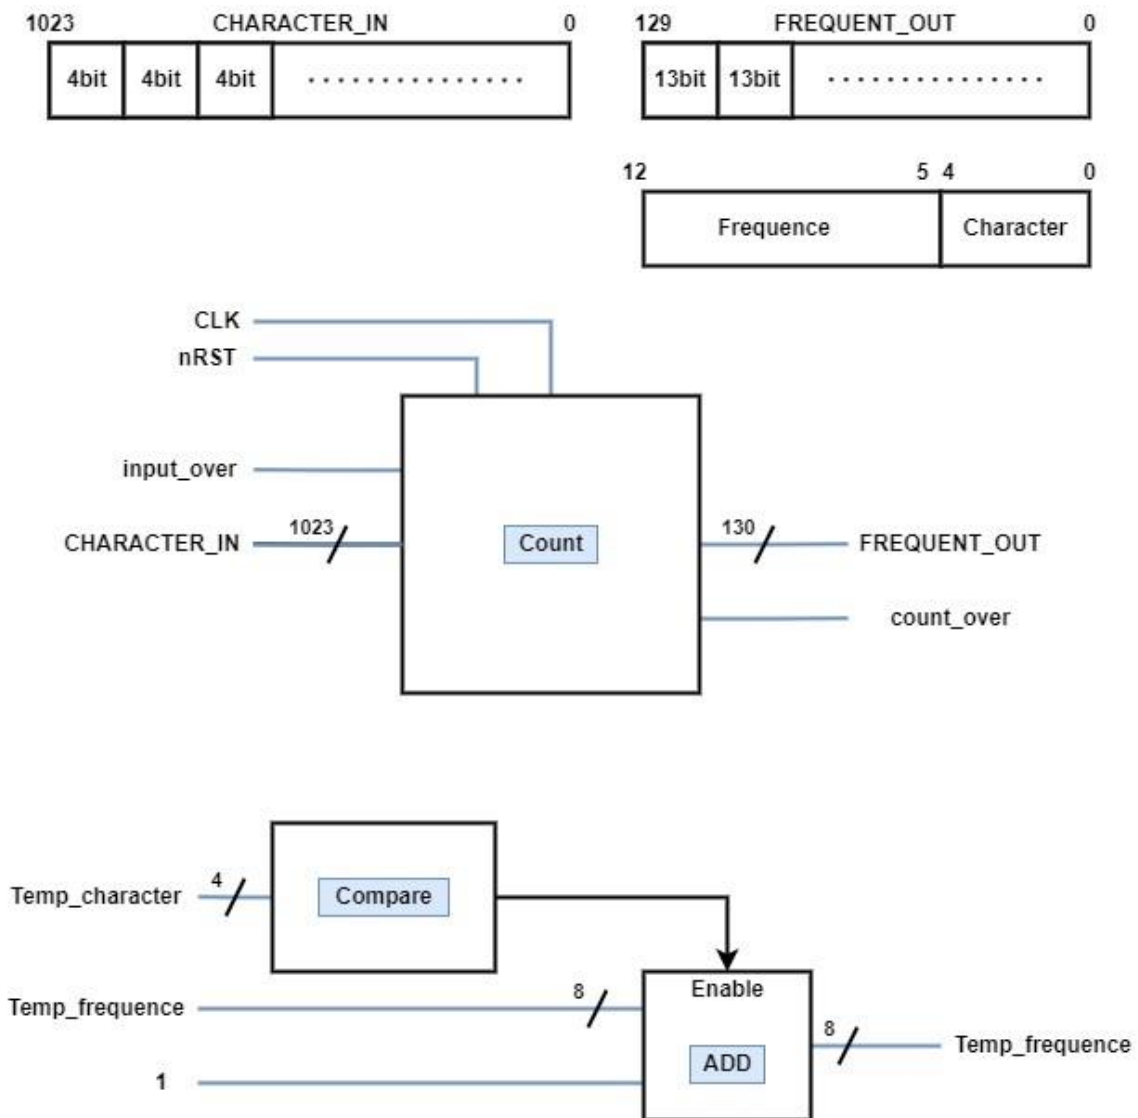 1023 CHARACTER_IN 0
129 FREQUENT_OUT 0
4bit 4bit 4bit ...............
13bit 13bit ...............
12 5 4 0
Frequence Character
CLK
nRST
input_over
CHARACTER_IN 1023
Count
130 FREQUENT_OUT
count_over
Temp_character 4
Compare
Temp_frequence 8
Enable
1
ADD
8 Temp_frequence